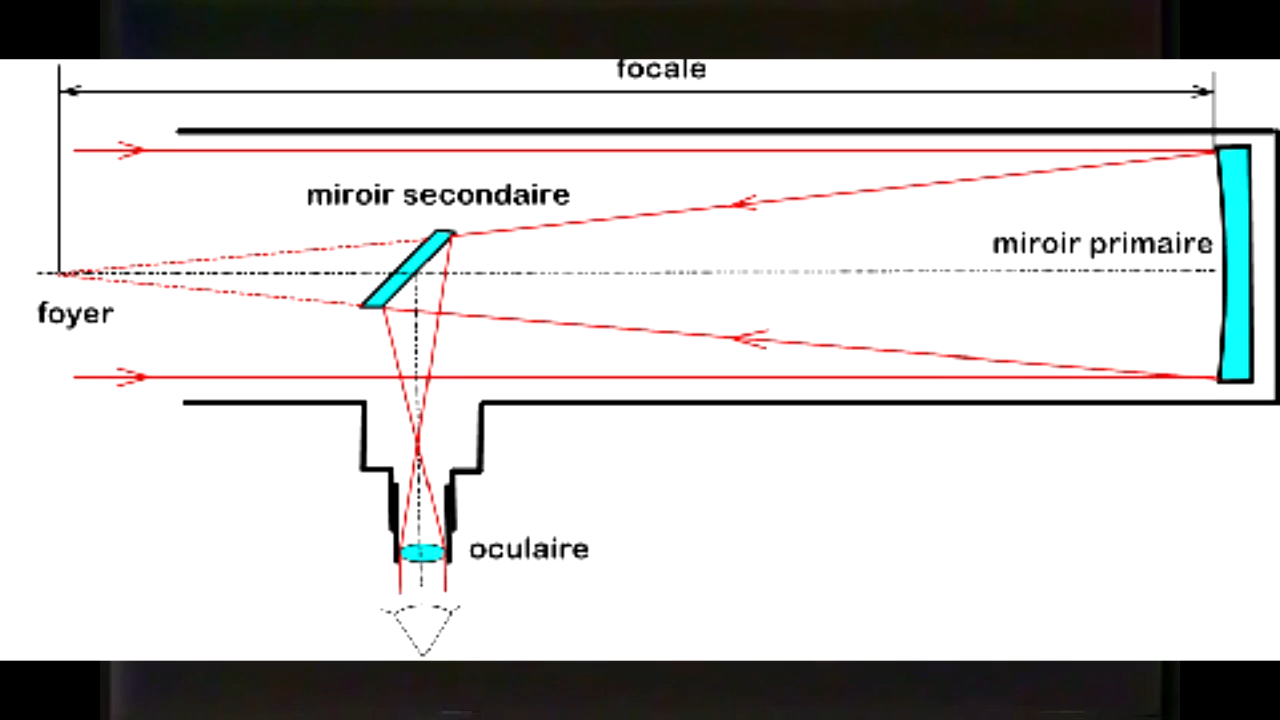 focale
miroir secondaire
miroir primaire
foyer
oculaire